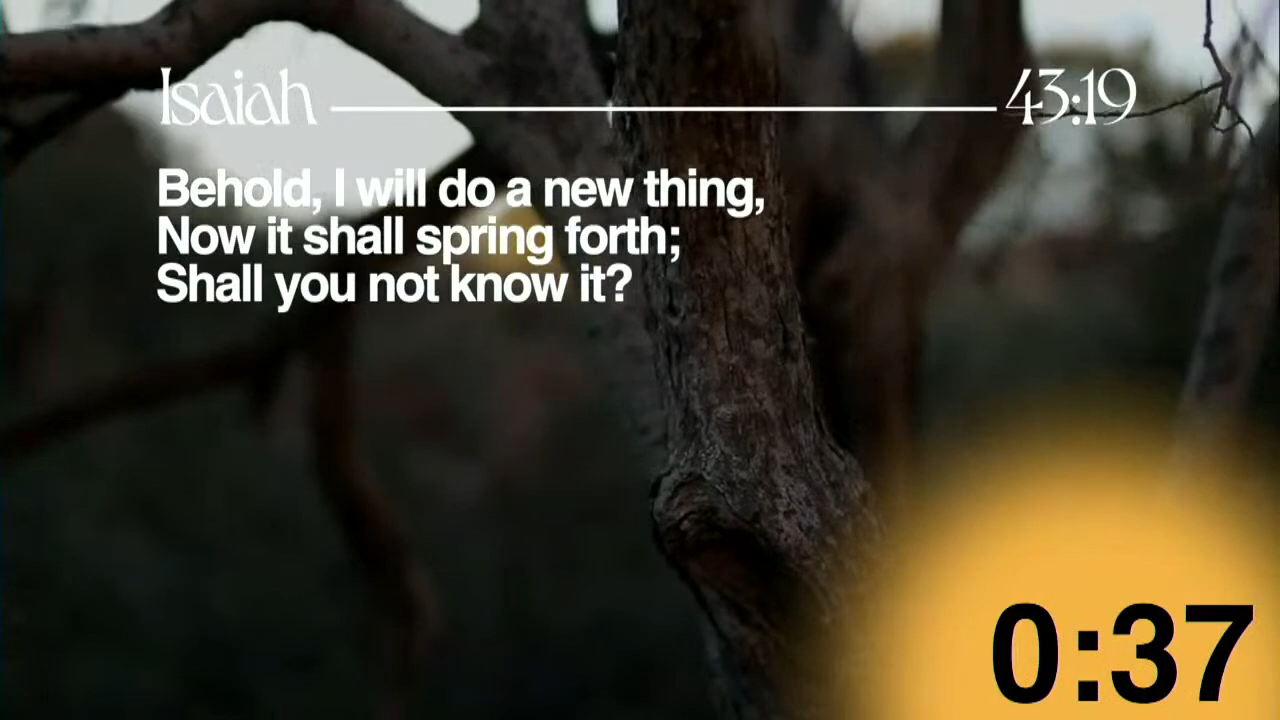 Isaiah 43:19
Behold, I will do a new thing,
Now it shall spring forth;
Shall you not know it?
0:37